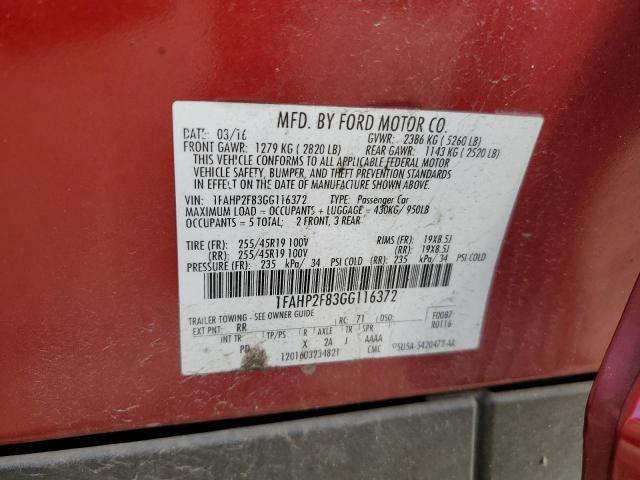 MFD. BY FORD MOTOR CO.
DATE: 03/16 GVWR: 2386 KG ( 5260 LB)
FRONT GAWR: 1279 KG ( 2820 LB) REAR GAWR: 1143 KG ( 2520 LB)
THIS VEHICLE CONFORMS TO ALL APPLICABLE FEDERAL MOTOR
VEHICLE SAFETY, BUMPER, AND THEFT PREVENTION STANDARDS
IN EFFECT ON THE DATE OF MANUFACTURE SHOWN ABOVE.
VIN: 1FAHP2F83GG116372 TYPE: Passenger Car
MAXIMUM LOAD = OCCUPANTS + LUGGAGE = 430KG/ 950LB
OCCUPANTS = 5 TOTAL: 2 FRONT, 3 REAR
TIRE (FR): 255/45R19 100V RIMS (FR): 19X8.5J
(RR): 255/45R19 100V (RR): 19X8.5J
PRESSURE (FR): 235 kPa/ 34 PSI COLD (RR): 235 kPa/ 34 PSI COLD
1FAHP2F83GG116372
TRAILER TOWING - SEE OWNER GUIDE
EXT PNT: RR RC: 71 DSO: F0087
R0116
INT TR TP/PS R AXLE TR SPR
PD X 2A J AAAA
1201603234821 CMC 5U5A-5420472-AA